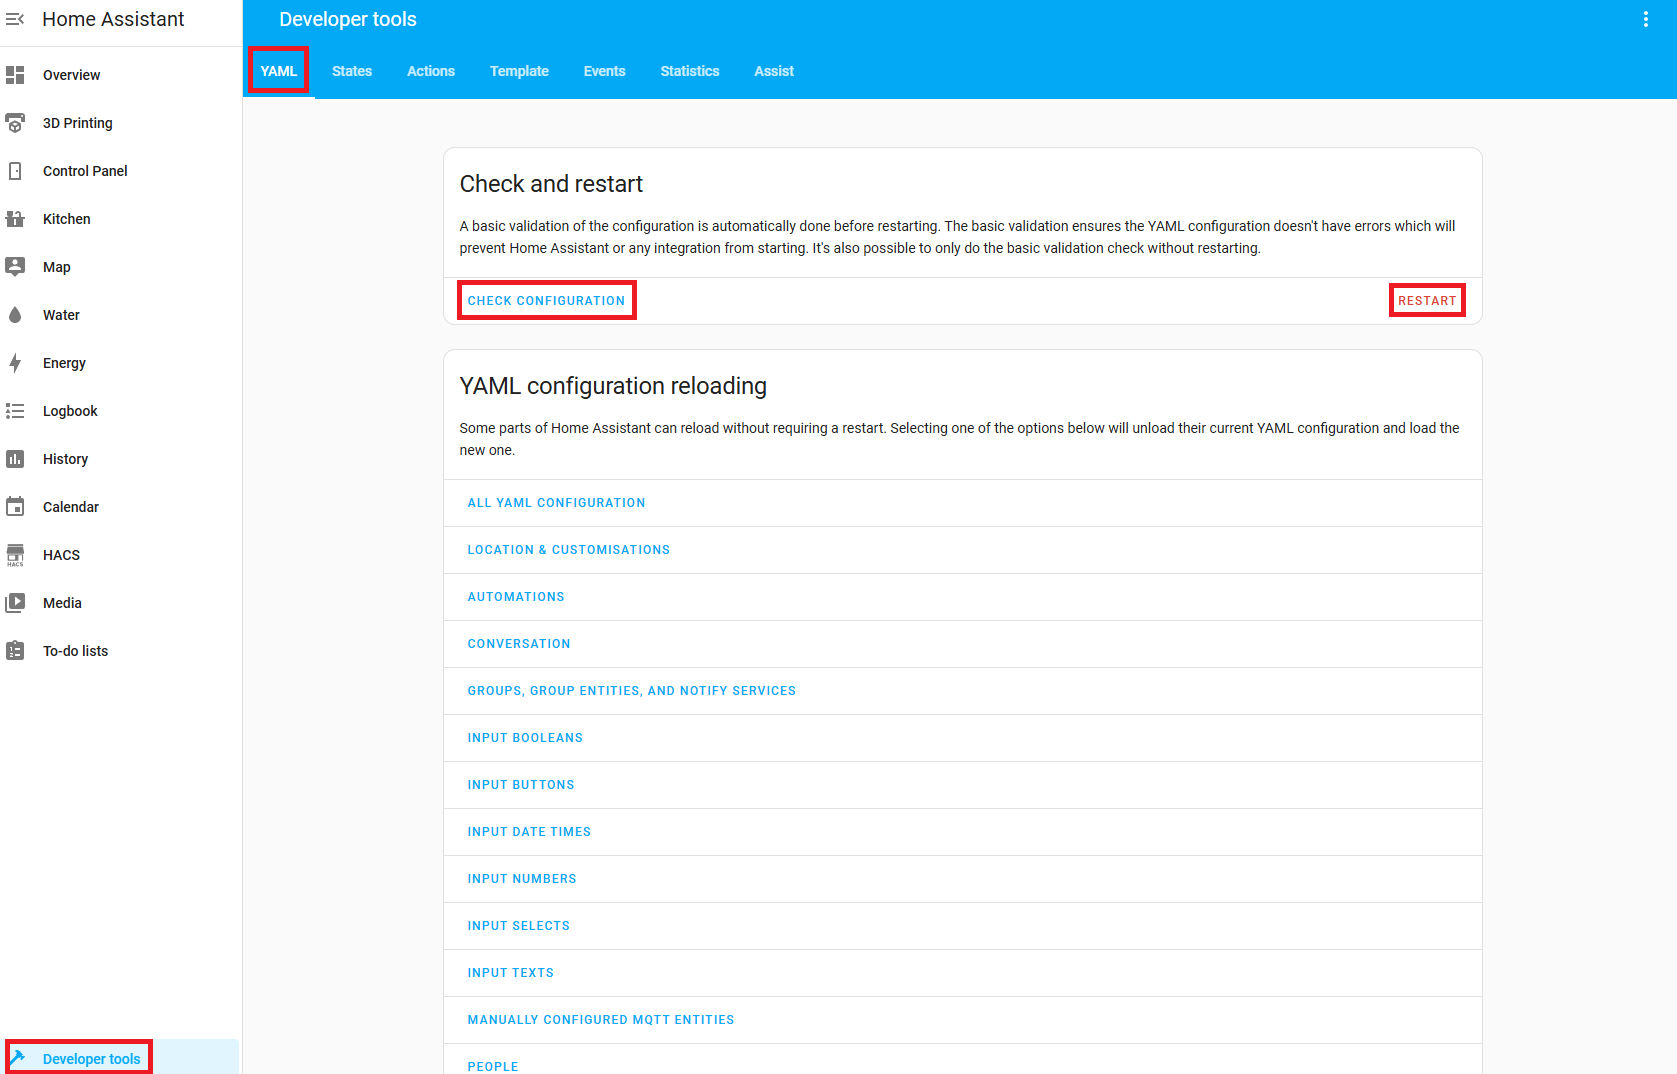 Home Assistant
Overview
3D Printing
Control Panel
Kitchen
Map
Water
Energy
Logbook
History
Calendar
HACS
HACS
Media
To-do lists
Developer tools
Developer tools
YAML States Actions Template Events Statistics Assist
Check and restart
A basic validation of the configuration is automatically done before restarting. The basic validation ensures the YAML configuration doesn't have errors which will
prevent Home Assistant or any integration from starting. It's also possible to only do the basic validation check without restarting.
CHECK CONFIGURATION RESTART
YAML configuration reloading
Some parts of Home Assistant can reload without requiring a restart. Selecting one of the options below will unload their current YAML configuration and load the
new one.
ALL YAML CONFIGURATION
LOCATION & CUSTOMISATIONS
AUTOMATIONS
CONVERSATION
GROUPS, GROUP ENTITIES, AND NOTIFY SERVICES
INPUT BOOLEANS
INPUT BUTTONS
INPUT DATE TIMES
INPUT NUMBERS
INPUT SELECTS
INPUT TEXTS
MANUALLY CONFIGURED MQTT ENTITIES
PEOPLE